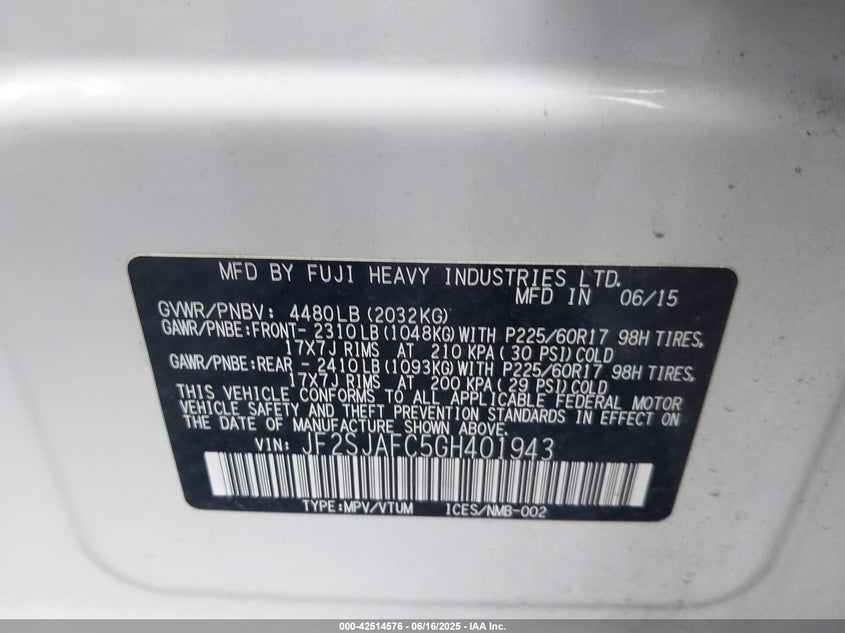 MFD BY FUJI HEAVY INDUSTRIES LTD.
MFD IN 06/15
GVWR/PNBV: 4480LB (2032KG)
GAWR/PNBE:FRONT- 2310LB (1048KG) WITH P225/60R17 98H TIRES,
17X7J RIMS AT 210 KPA( 30 PSI)COLD
GAWR/PNBE:REAR - 2410LB (1093KG) WITH P225/60R17 98H TIRES,
17X7J RIMS AT 200 KPA( 29 PSI)COLD
THIS VEHICLE CONFORMS TO ALL APPLICABLE FEDERAL MOTOR
VEHICLE SAFETY AND THEFT PREVENTION STANDARDS IN EFFECT ON
THE DATE OF MANUFACTURE SHOWN ABOVE.
VIN: JF2SJAFC5GH401943
TYPE:MPV/VTUM ICES/NMB-002
000-42514576 - 06/16/2025 - IAA Inc.